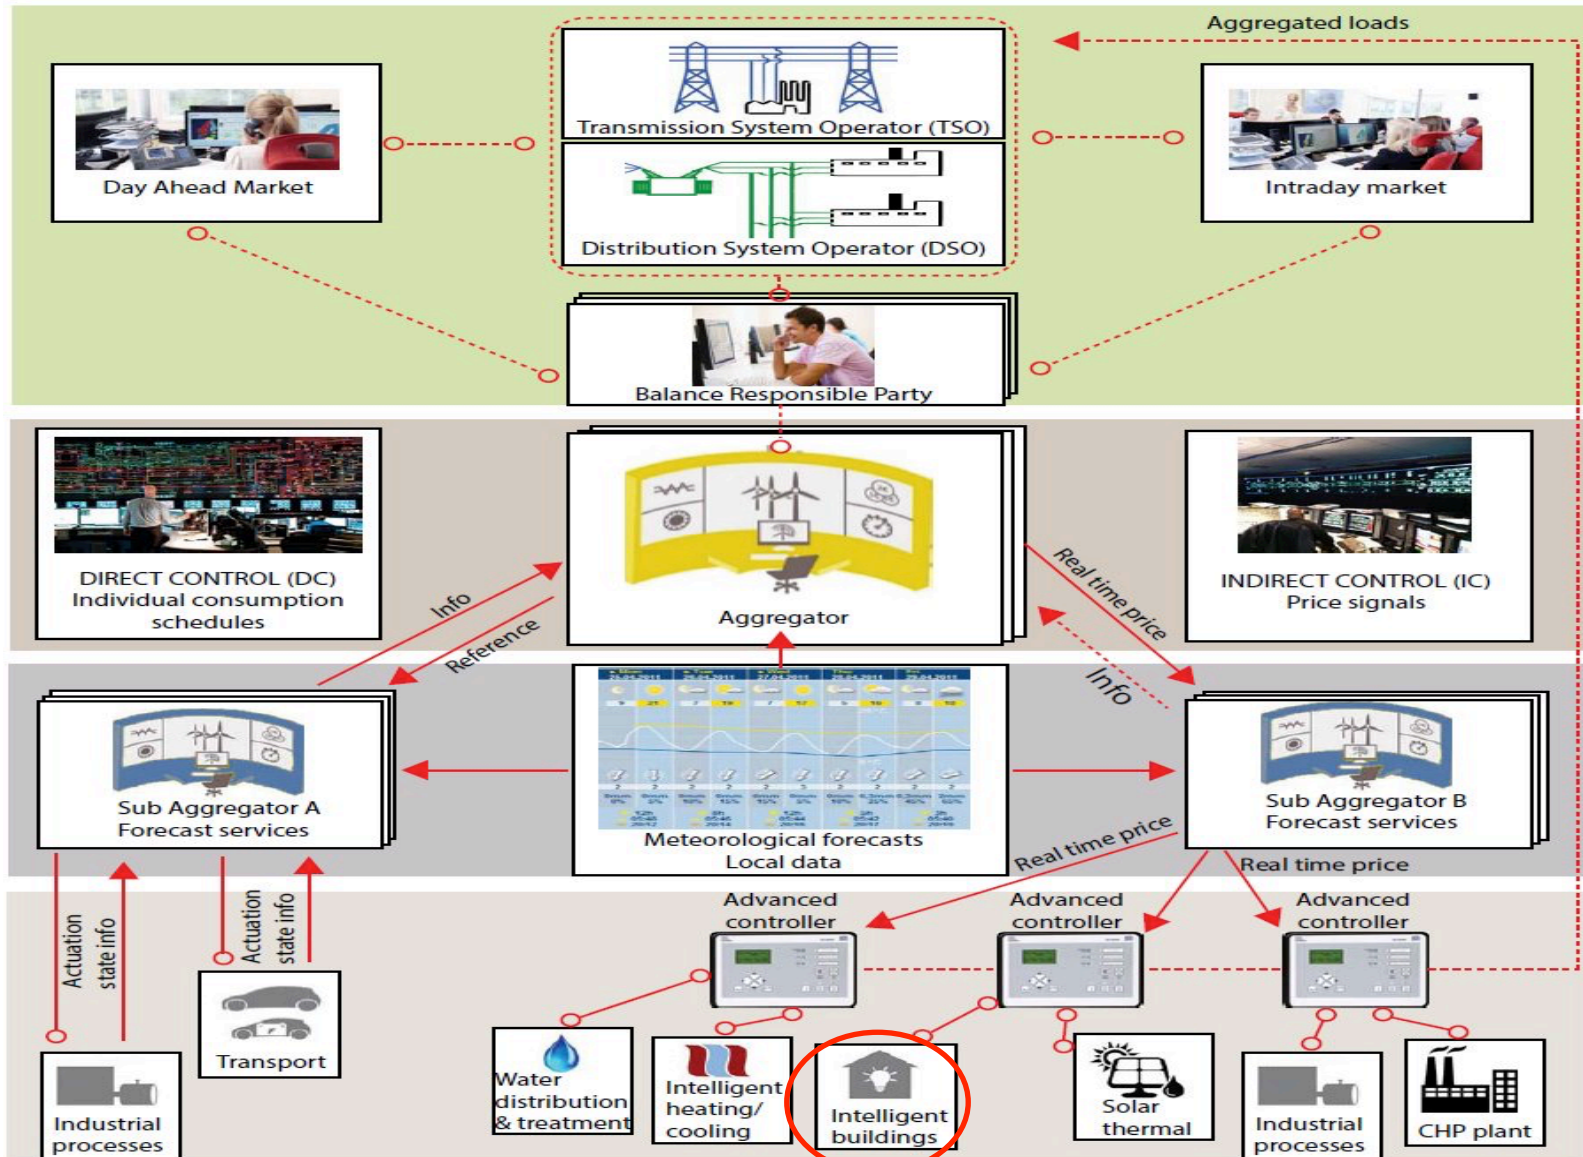 Aggregated loads
Transmission System Operator (TSO)
Day Ahead Market
Intraday market
Distribution System Operator (DSO)
Balance Responsible Party
DIRECT CONTROL (DC)
Individual consumption
schedules
Info
Reference
Aggregator
Real time price
Info
INDIRECT CONTROL (IC)
Price signals
Sub Aggregator A
Forecast services
Meteorological forecasts
Local data
Sub Aggregator B
Forecast services
Real time price
Real time price
Actuation
state info
Actuation
state info
Advanced
controller
Advanced
controller
Advanced
controller
Industrial
processes
Transport
Water
distribution
& treatment
Intelligent
heating/
cooling
Intelligent
buildings
Solar
thermal
Industrial
processes
CHP plant